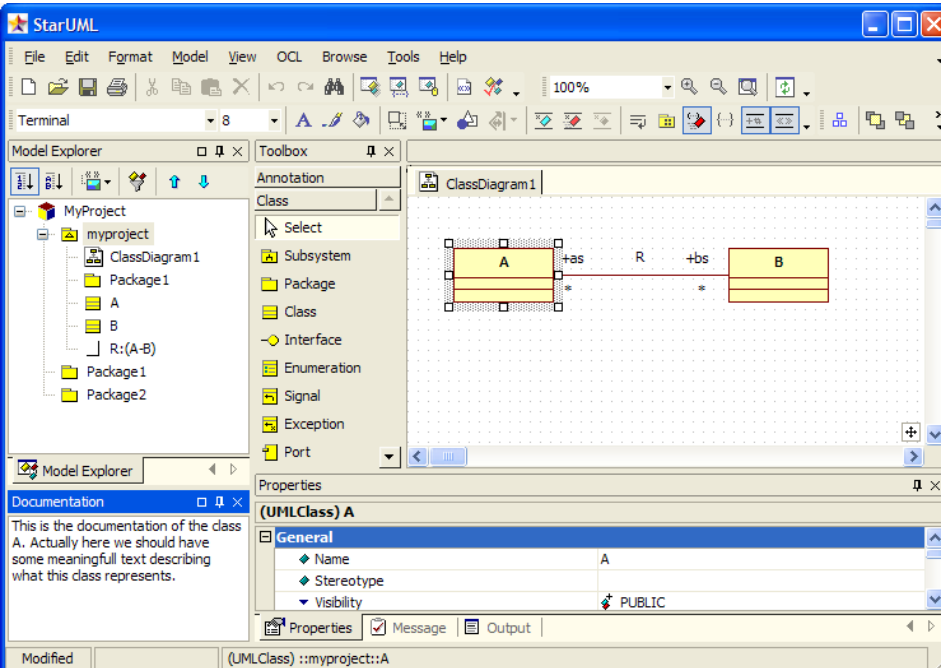 StarUML
File Edit Format Model View OCL Browse Tools Help
100%
Terminal 8
Model Explorer
Toolbox
Annotation
Class
Select
Subsystem
Package
Class
Interface
Enumeration
Signal
Exception
Port
MyProject
myproject
ClassDiagram1
Package1
A
B
R:(A-B)
Package1
Package2
Model Explorer
ClassDiagram1
A +as R +bs B
* *
Documentation
This is the documentation of the class
A. Actually here we should have
some meaningfull text describing
what this class represents.
Properties
(UMLClass) A
General
Name A
Stereotype
Visibility PUBLIC
Properties Message Output
Modified (UMLClass) ::myproject::A